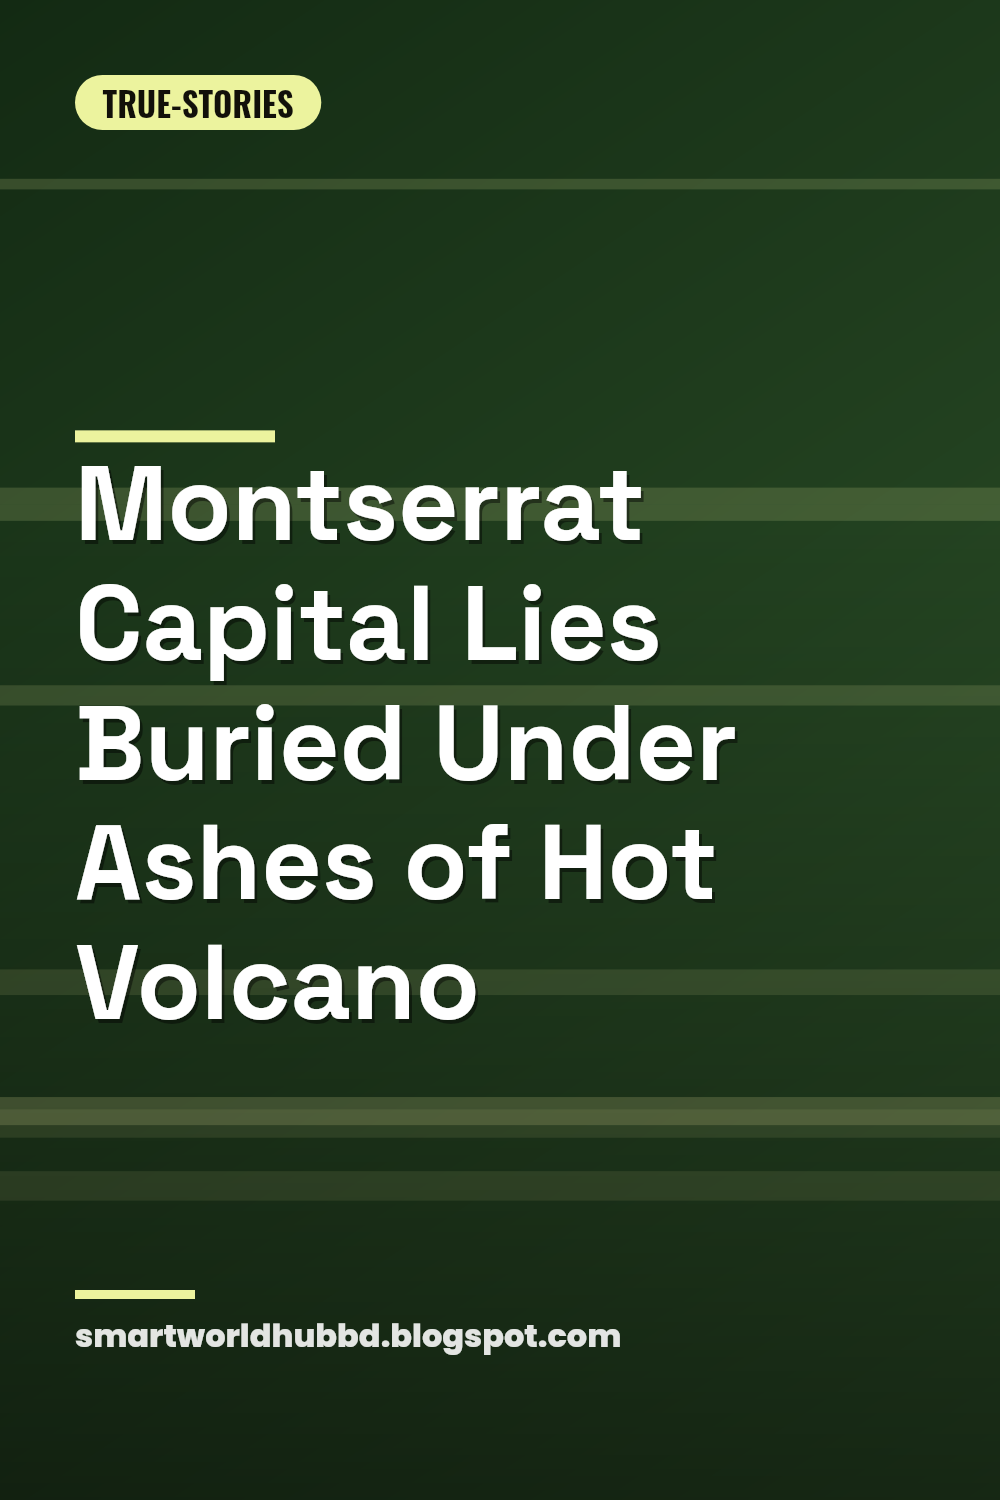 TRUE-STORIES
Montserrat
Capital Lies
Buried Under
Ashes of Hot
Volcano
smartworldhubbd.blogspot.com